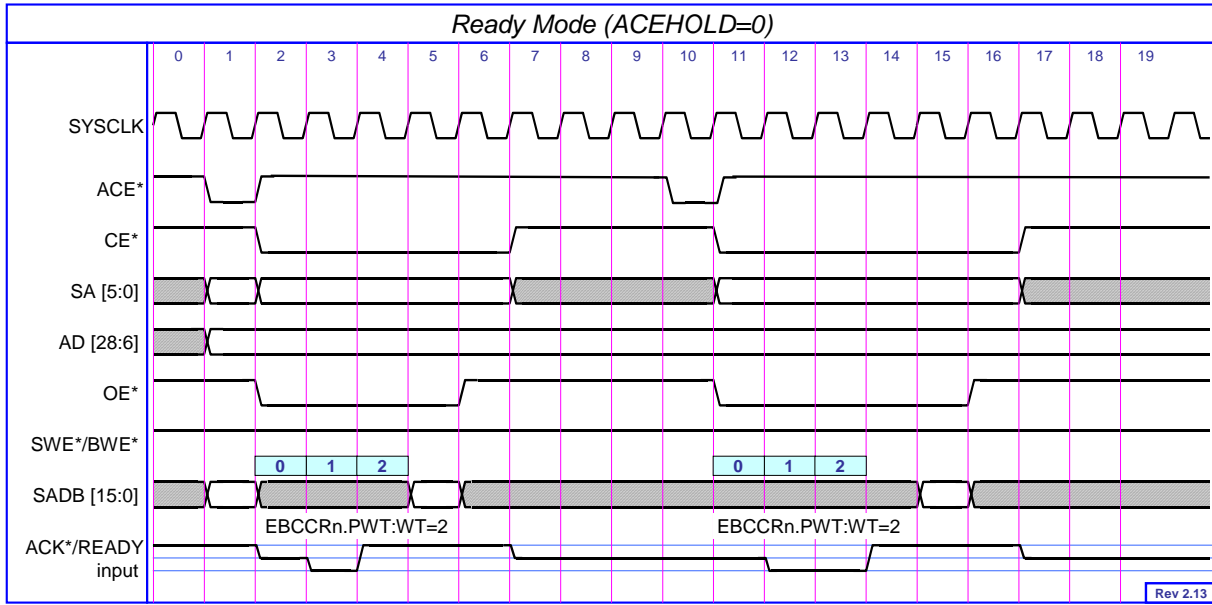 Ready Mode (ACEHOLD=0)
0 1 2 3 4 5 6 7 8 9 10 11 12 13 14 15 16 17 18 19
SYSCLK
ACE*
CE*
SA [5:0]
AD [28:6]
OE*
SWE*/BWE*
0 1 2 0 1 2
SADB [15:0]
EBCCRn.PWT:WT=2 EBCCRn.PWT:WT=2
ACK*/READY
input
Rev 2.13